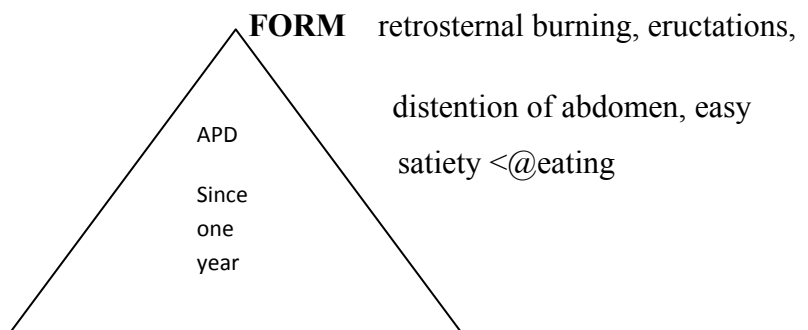 FORM retrosternal burning, eructations,
distention of abdomen, easy
satiety <@eating
APD
Since
one
year